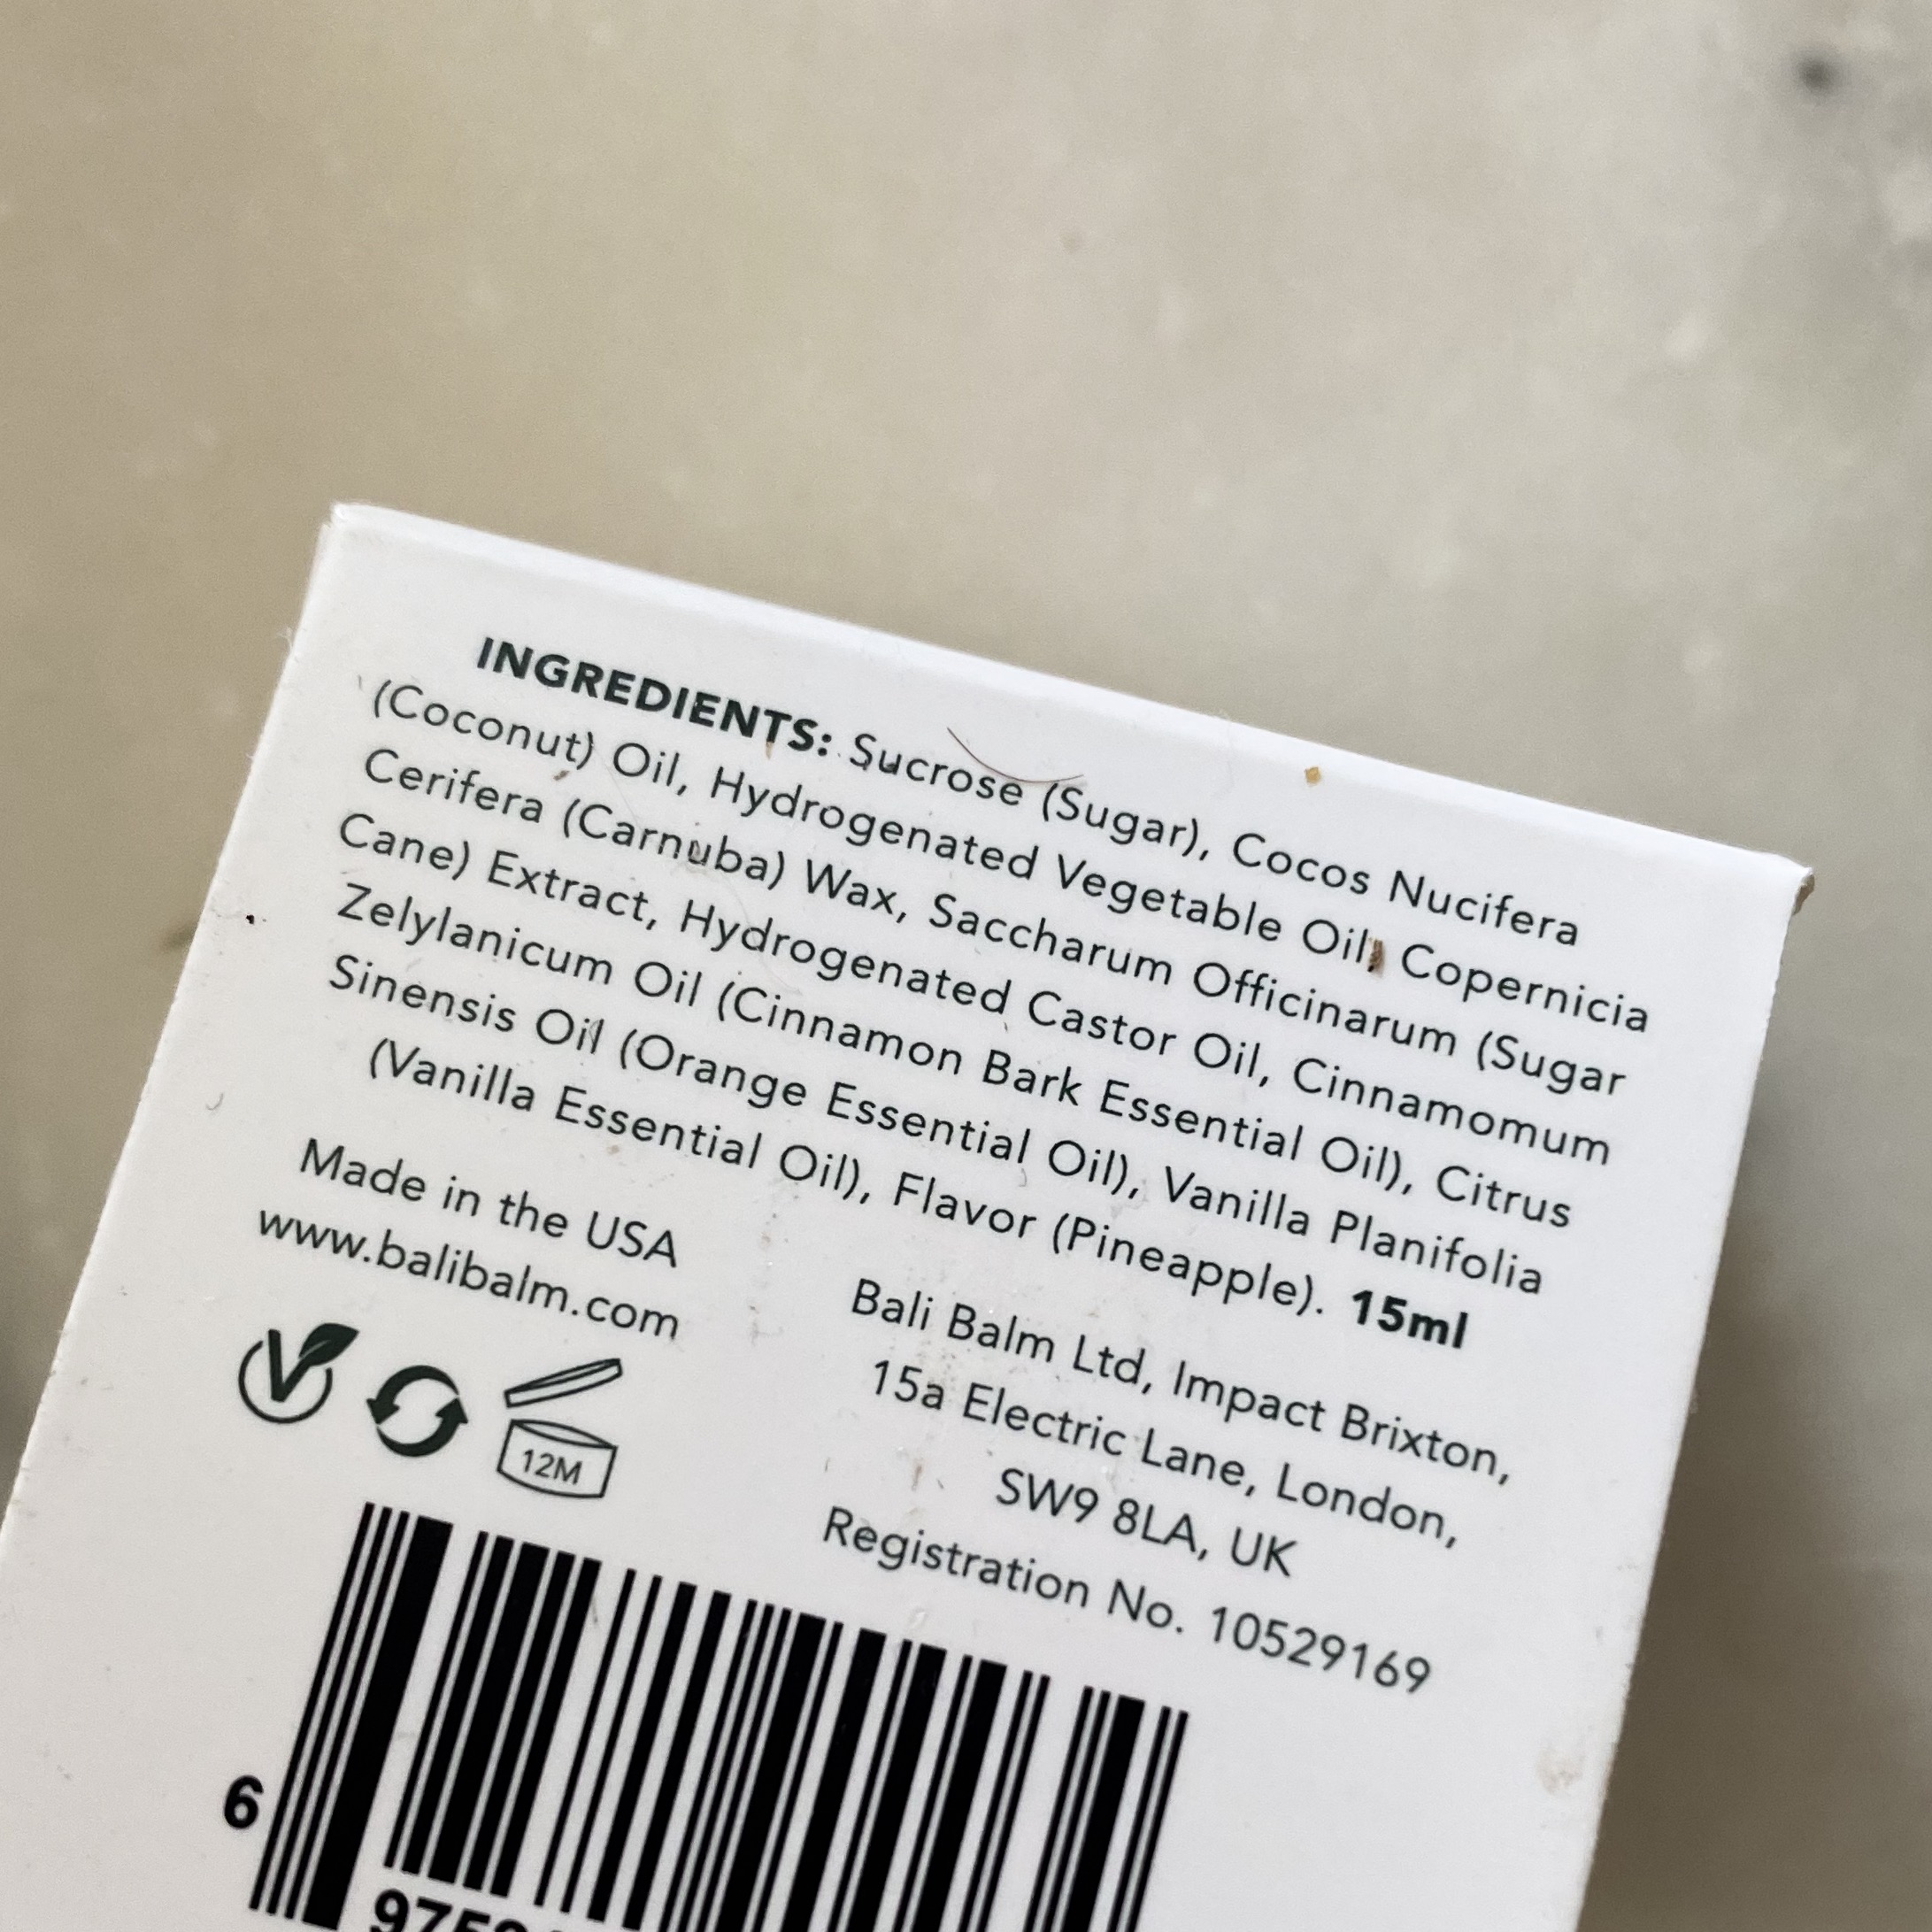 INGREDIENTS: Sucrose (Sugar), Cocos Nucifera
(Coconut) Oil, Hydrogenated Vegetable Oil, Copernicia
Cerifera (Carnuba) Wax, Saccharum Officinarum (Sugar
Cane) Extract, Hydrogenated Castor Oil, Cinnamomum
Zelylanicum Oil (Cinnamon Bark Essential Oil), Citrus
Sinensis Oil (Orange Essential Oil), Vanilla Planifolia
(Vanilla Essential Oil), Flavor (Pineapple). 15ml
Made in the USA
www.balibalm.com
12M
Bali Balm Ltd, Impact Brixton,
15a Electric Lane, London,
SW9 8LA, UK
Registration No. 10529169
6